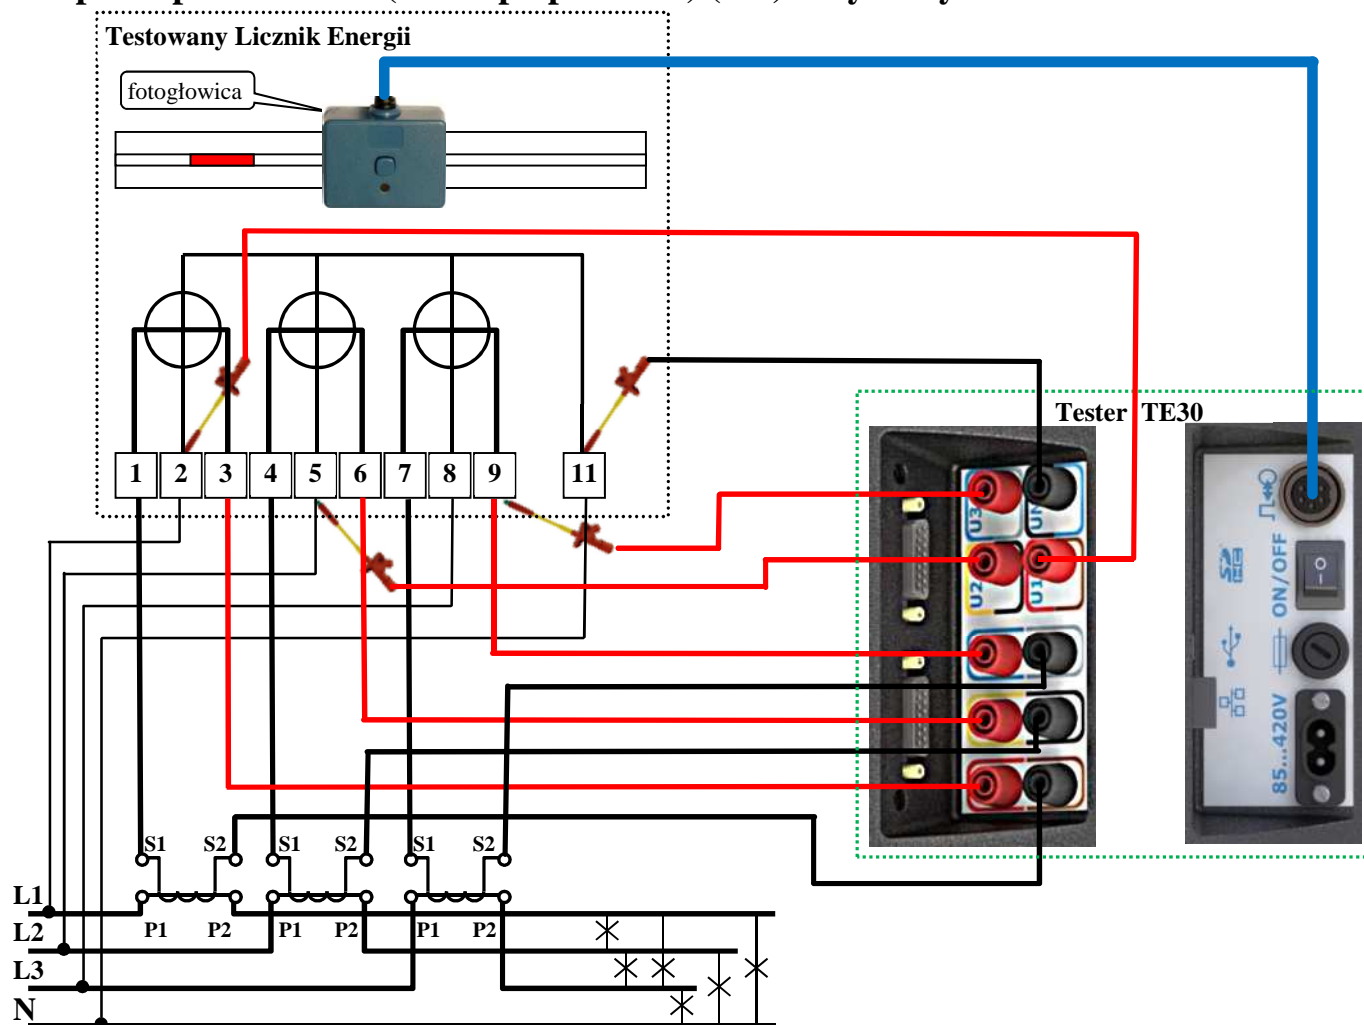 Testowany Licznik Energii
fotogłowica
Tester TE30
1 2 3 4 5 6 7 8 9 11
U3 UN
U2 U1
ON/OFF
85...420V
S1 S2 S1 S2 S1 S2
L1
P1 P2 P1 P2 P1 P2
L2
L3
N